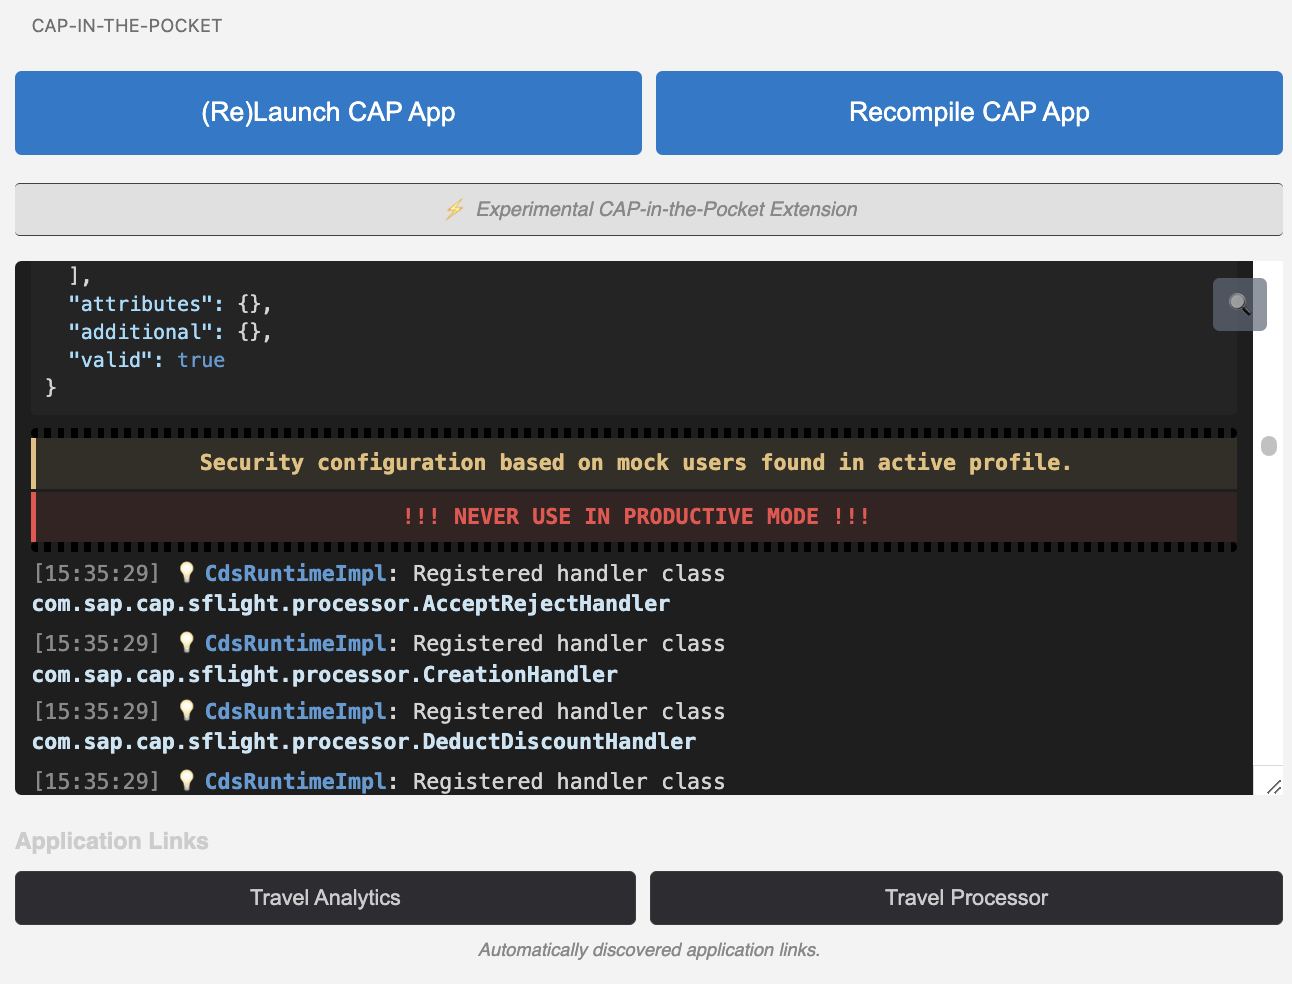 CAP-IN-THE-POCKET
(Re)Launch CAP App
Recompile CAP App
⚡ Experimental CAP-in-the-Pocket Extension
],
"attributes": {},
"additional": {},
"valid": true
}
Security configuration based on mock users found in active profile.
!!! NEVER USE IN PRODUCTIVE MODE !!!
[15:35:29] 💡 CdsRuntimeImpl: Registered handler class
com.sap.cap.sflight.processor.AcceptRejectHandler
[15:35:29] 💡 CdsRuntimeImpl: Registered handler class
com.sap.cap.sflight.processor.CreationHandler
[15:35:29] 💡 CdsRuntimeImpl: Registered handler class
com.sap.cap.sflight.processor.DeductDiscountHandler
[15:35:29] 💡 CdsRuntimeImpl: Registered handler class
Application Links
Travel Analytics
Travel Processor
Automatically discovered application links.